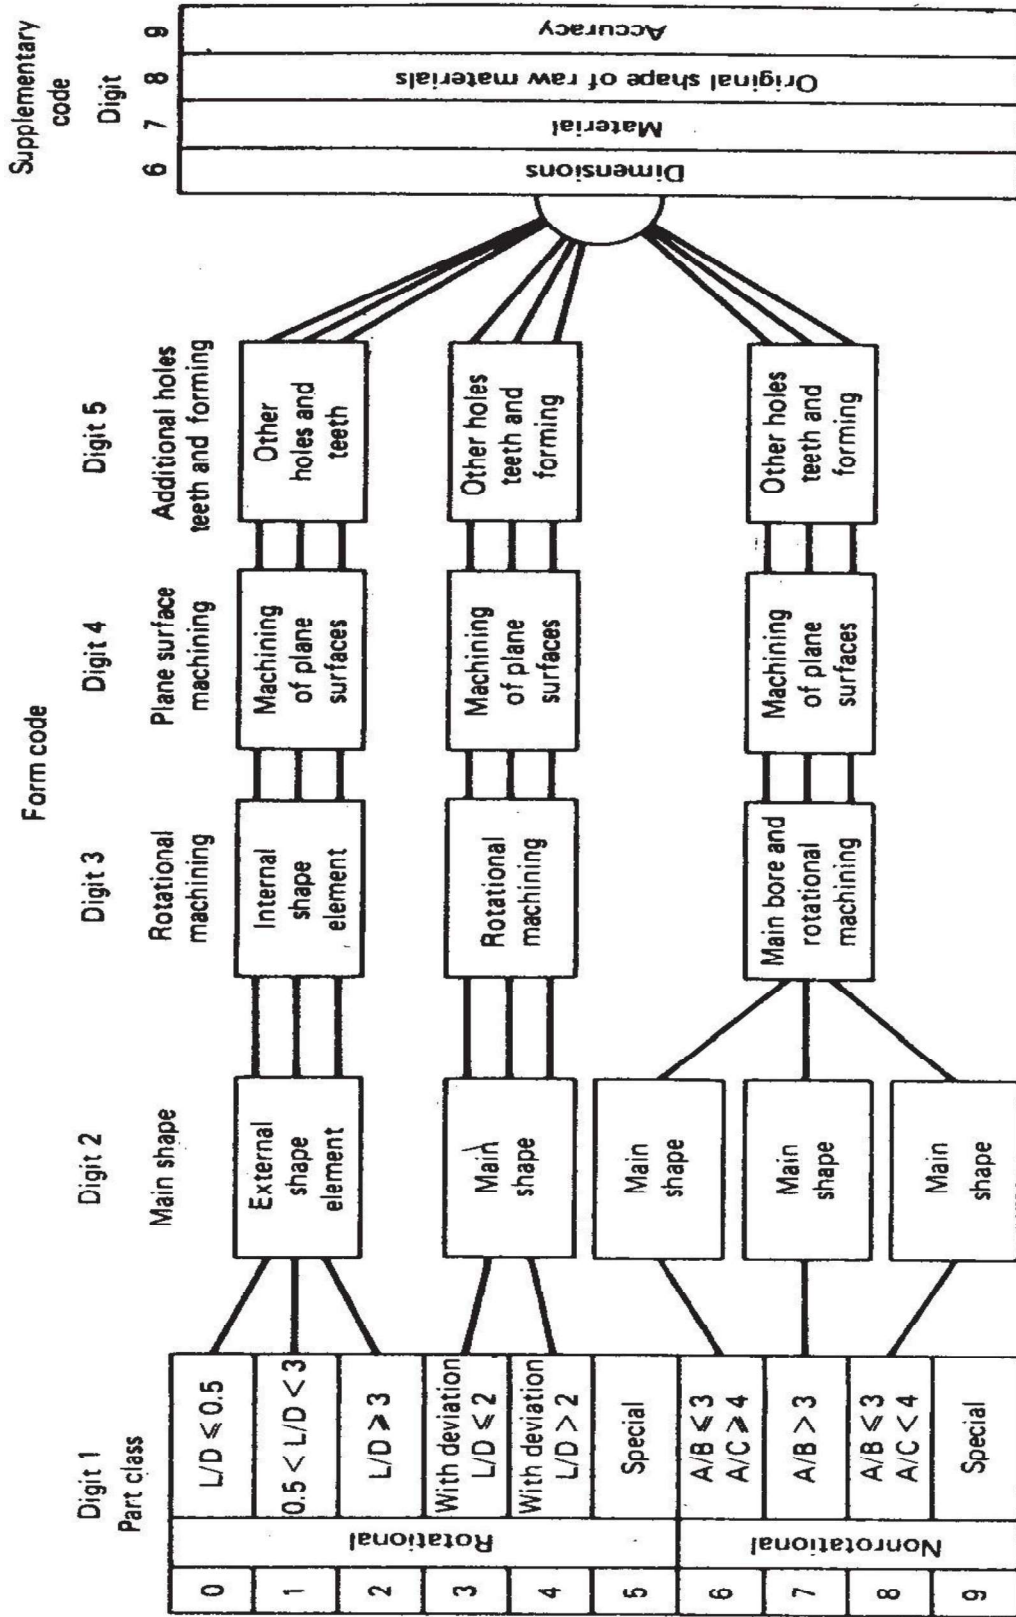 Form code
Supplementary
code
Digit 1
Part class
Digit 2
Main shape
Digit 3
Rotational
machining
Digit 4
Plane surface
machining
Digit 5
Additional holes
teeth and forming
Digit
6
7
8
9
0
1
2
3
4
5
6
7
8
9
Rotational
Nonrotational
L/D ⩽ 0.5
0.5 < L/D < 3
L/D ⩾ 3
With deviation
L/D ⩽ 2
With deviation
L/D > 2
Special
A/B ⩽ 3
A/C ⩾ 4
A/B > 3
A/B ⩽ 3
A/C < 4
Special
External
shape
element
Main
shape
Main
shape
Main
shape
Main
shape
Internal
shape
element
Rotational
machining
Main bore and
rotational
machining
Machining
of plane
surfaces
Machining
of plane
surfaces
Machining
of plane
surfaces
Other
holes and
teeth
Other holes
teeth and
forming
Other holes
teeth and
forming
Dimensions
Material
Original shape of raw materials
Accuracy